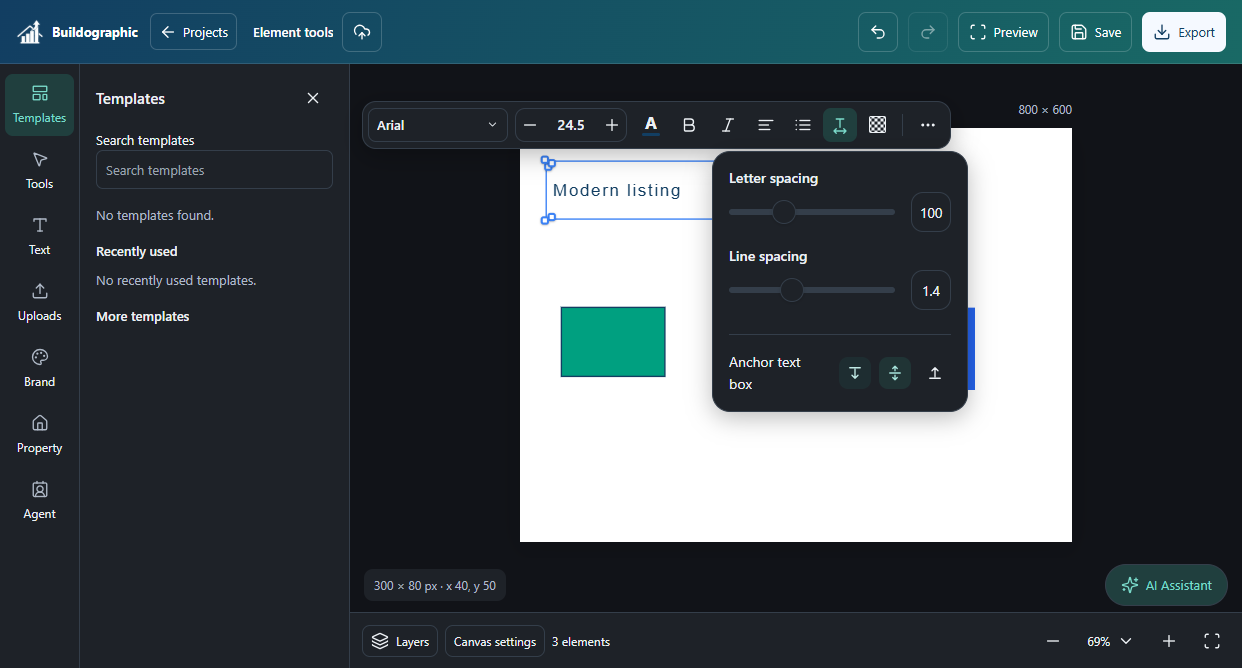 Buildographic
Projects
Element tools
Preview
Save
Export
Templates
Tools
Text
Uploads
Brand
Property
Agent
Templates
Search templates
Search templates
No templates found.
Recently used
No recently used templates.
More templates
Arial
24.5
A
B
I
800 × 600
Modern listing
Letter spacing
100
Line spacing
1.4
Anchor text
box
300 × 80 px · x 40, y 50
AI Assistant
Layers
Canvas settings
3 elements
69%